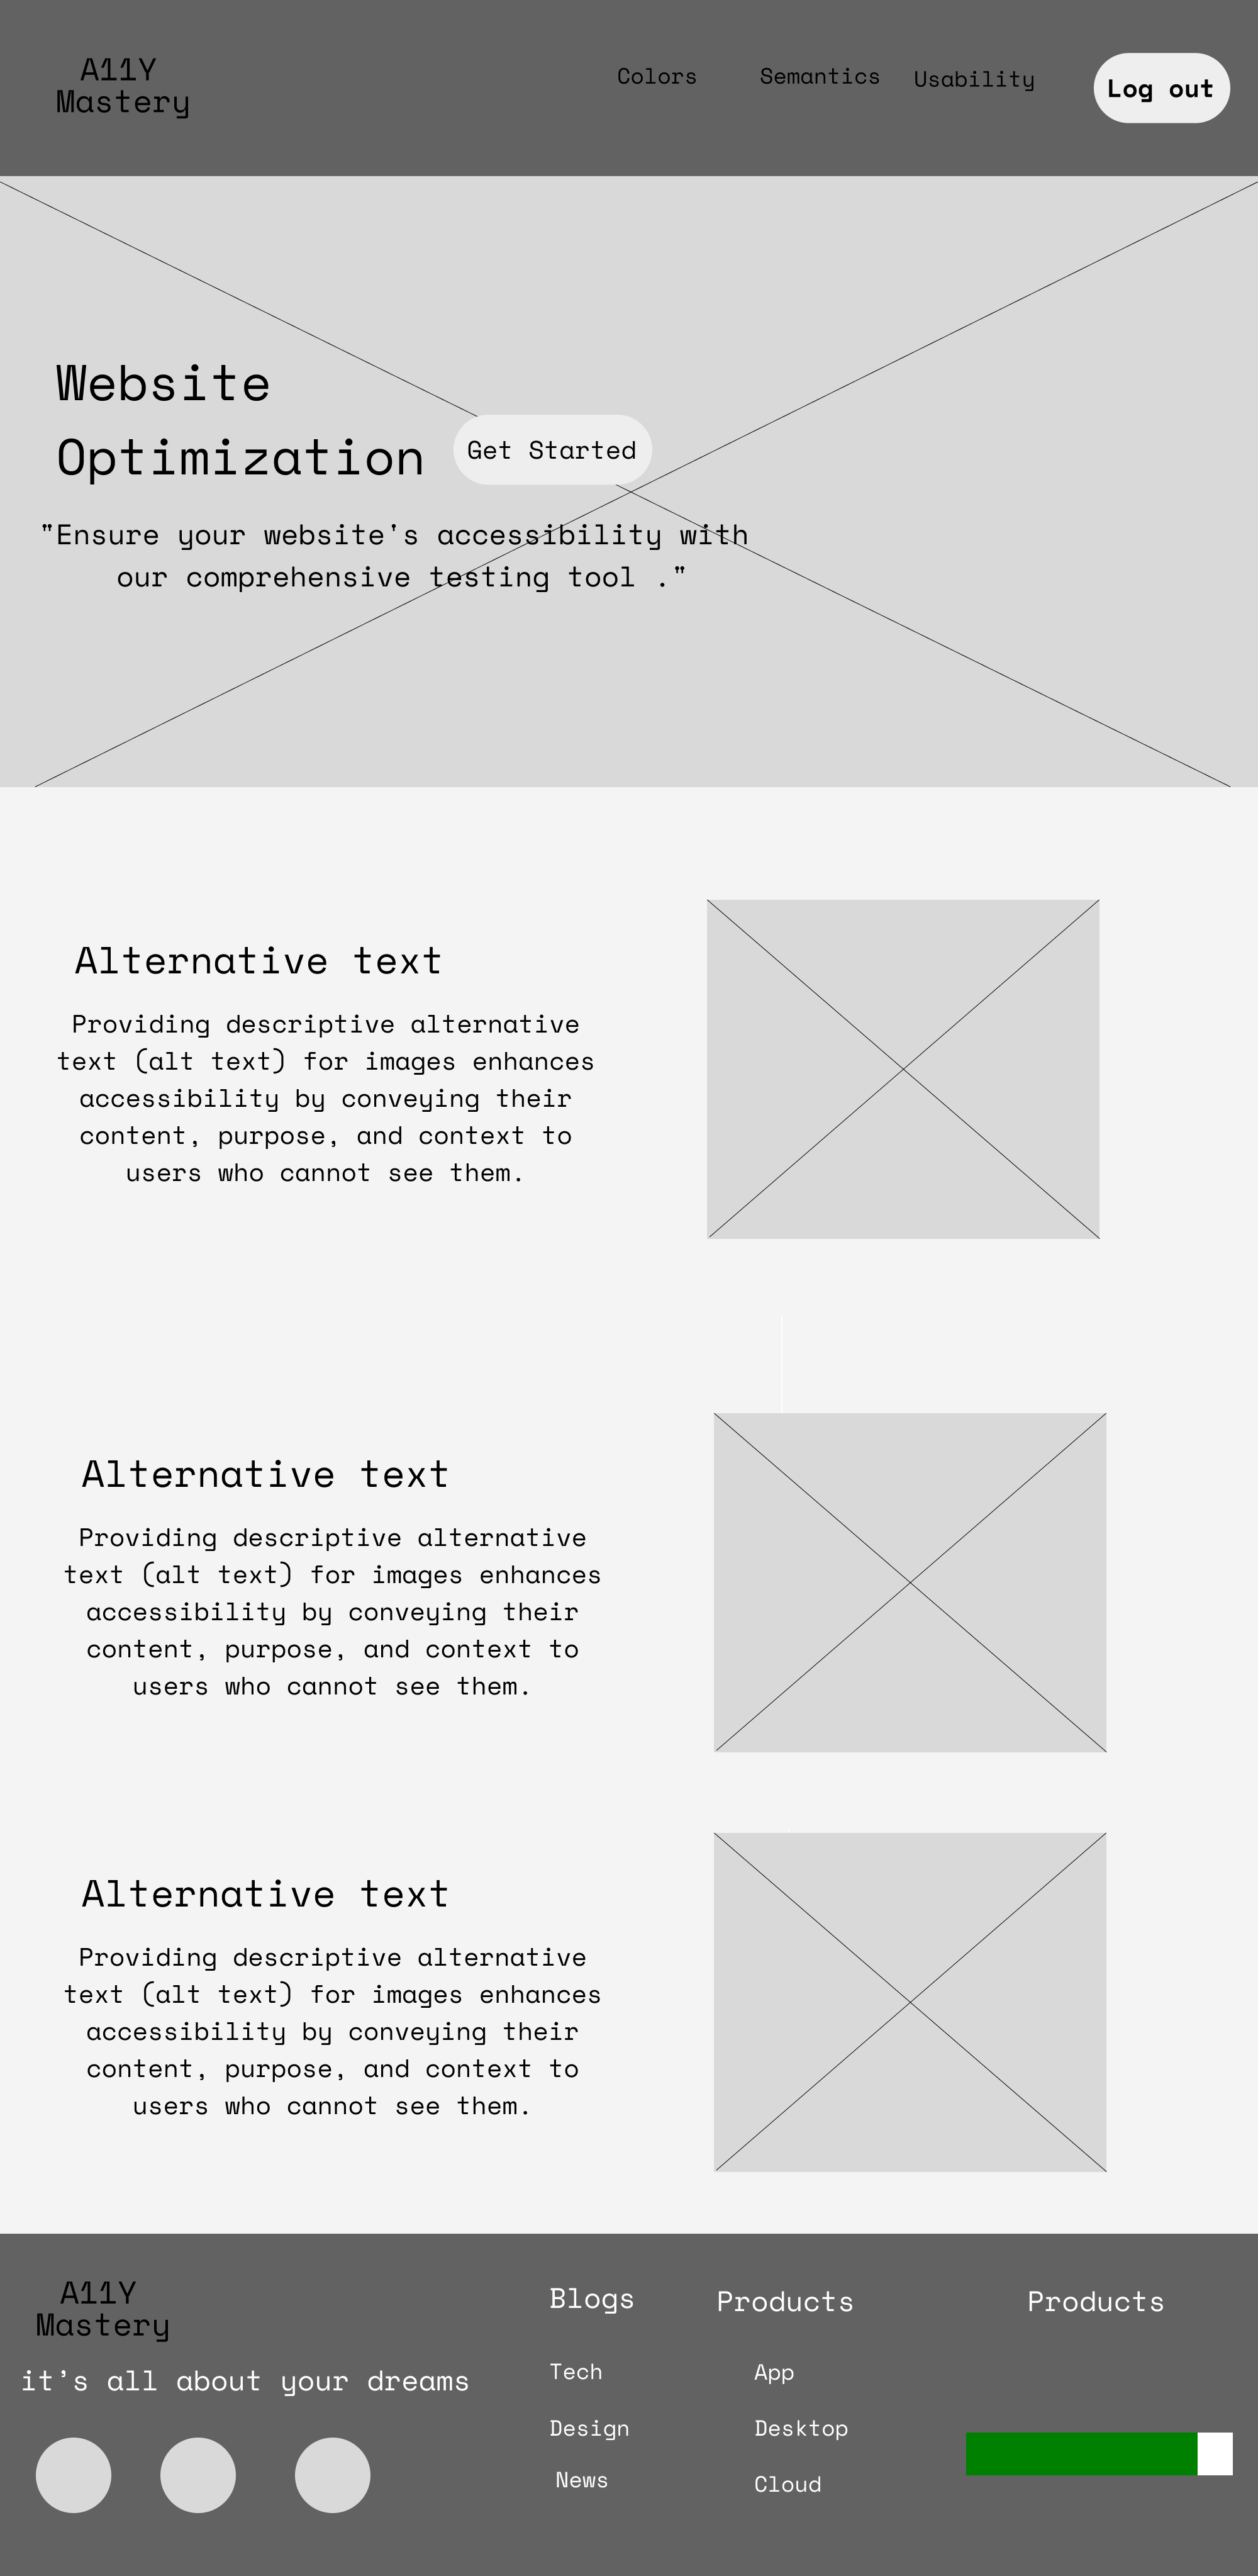 A11Y
Mastery
Colors
Semantics
Usability
Log out
Website
Optimization
Get Started
"Ensure your website's accessibility with
our comprehensive testing tool ."
Alternative text
Providing descriptive alternative
text (alt text) for images enhances
accessibility by conveying their
content, purpose, and context to
users who cannot see them.
Alternative text
Providing descriptive alternative
text (alt text) for images enhances
accessibility by conveying their
content, purpose, and context to
users who cannot see them.
Alternative text
Providing descriptive alternative
text (alt text) for images enhances
accessibility by conveying their
content, purpose, and context to
users who cannot see them.
A11Y
Mastery
it’s all about your dreams
Blogs
Tech
Design
News
Products
App
Desktop
Cloud
Products